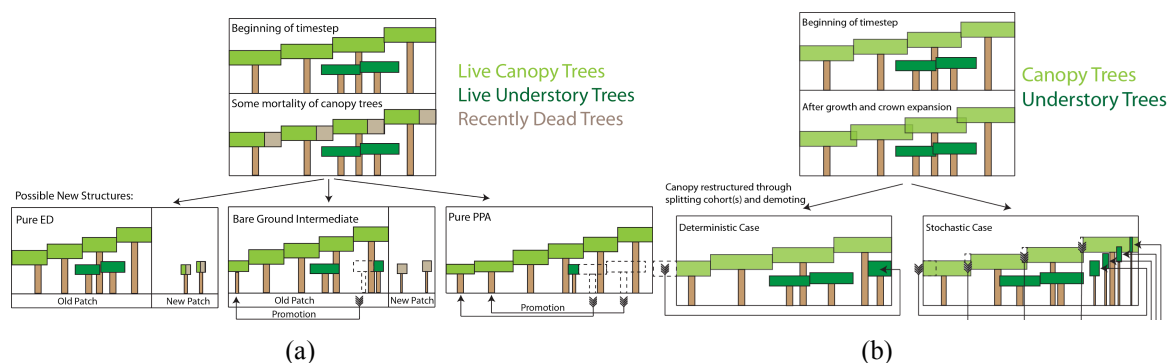 Beginning of timestep
Some mortality of canopy trees
Live Canopy Trees
Live Understory Trees
Recently Dead Trees
Possible New Structures:
Pure ED
Old Patch
New Patch
Bare Ground Intermediate
Old Patch
New Patch
Promotion
Pure PPA
Promotion
(a)
Beginning of timestep
After growth and crown expansion
Canopy Trees
Understory Trees
Canopy restructured through
splitting cohort(s) and demoting
Deterministic Case
Stochastic Case
(b)